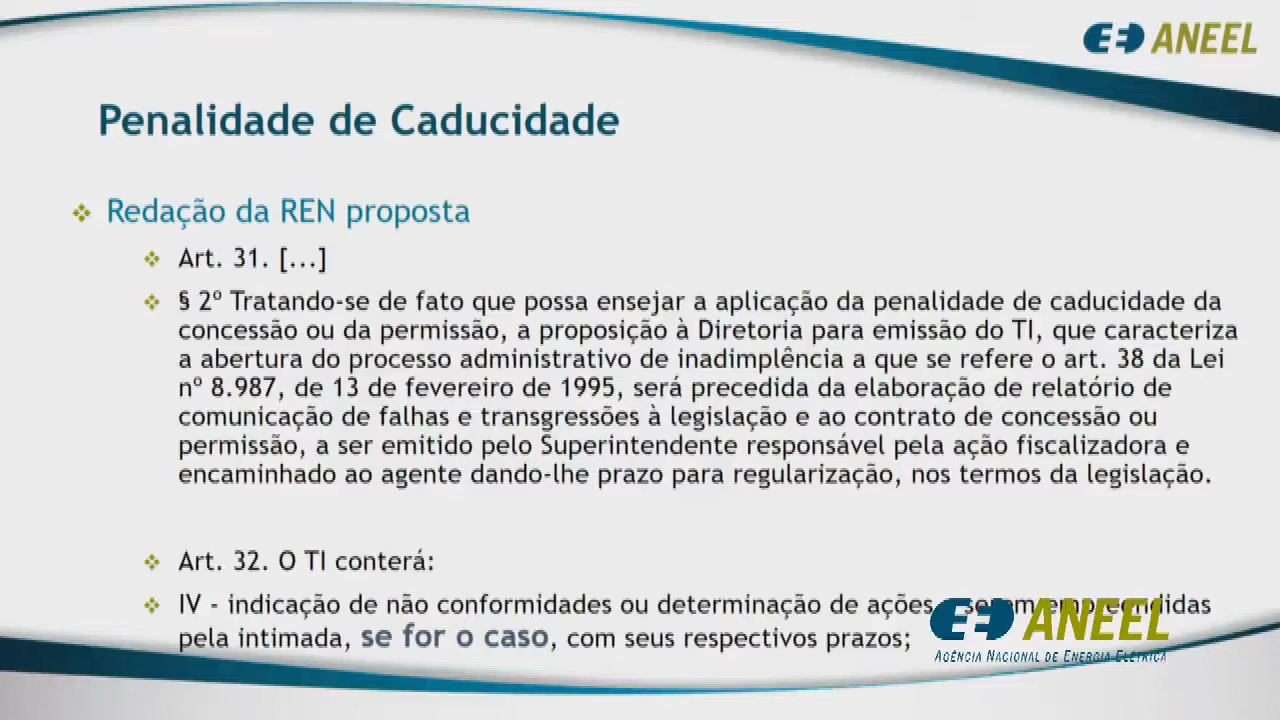 ANEEL
Penalidade de Caducidade
Redação da REN proposta
Art. 31. [...]
§ 2º Tratando-se de fato que possa ensejar a aplicação da penalidade de caducidade da
concessão ou da permissão, a proposição à Diretoria para emissão do TI, que caracteriza
a abertura do processo administrativo de inadimplência a que se refere o art. 38 da Lei
nº 8.987, de 13 de fevereiro de 1995, será precedida da elaboração de relatório de
comunicação de falhas e transgressões à legislação e ao contrato de concessão ou
permissão, a ser emitido pelo Superintendente responsável pela ação fiscalizadora e
encaminhado ao agente dando-lhe prazo para regularização, nos termos da legislação.
Art. 32. O TI conterá:
IV - indicação de não conformidades ou determinação de ações a serem empreendidas
pela intimada, se for o caso, com seus respectivos prazos;
ANEEL
AGÊNCIA NACIONAL DE ENERGIA ELÉTRICA